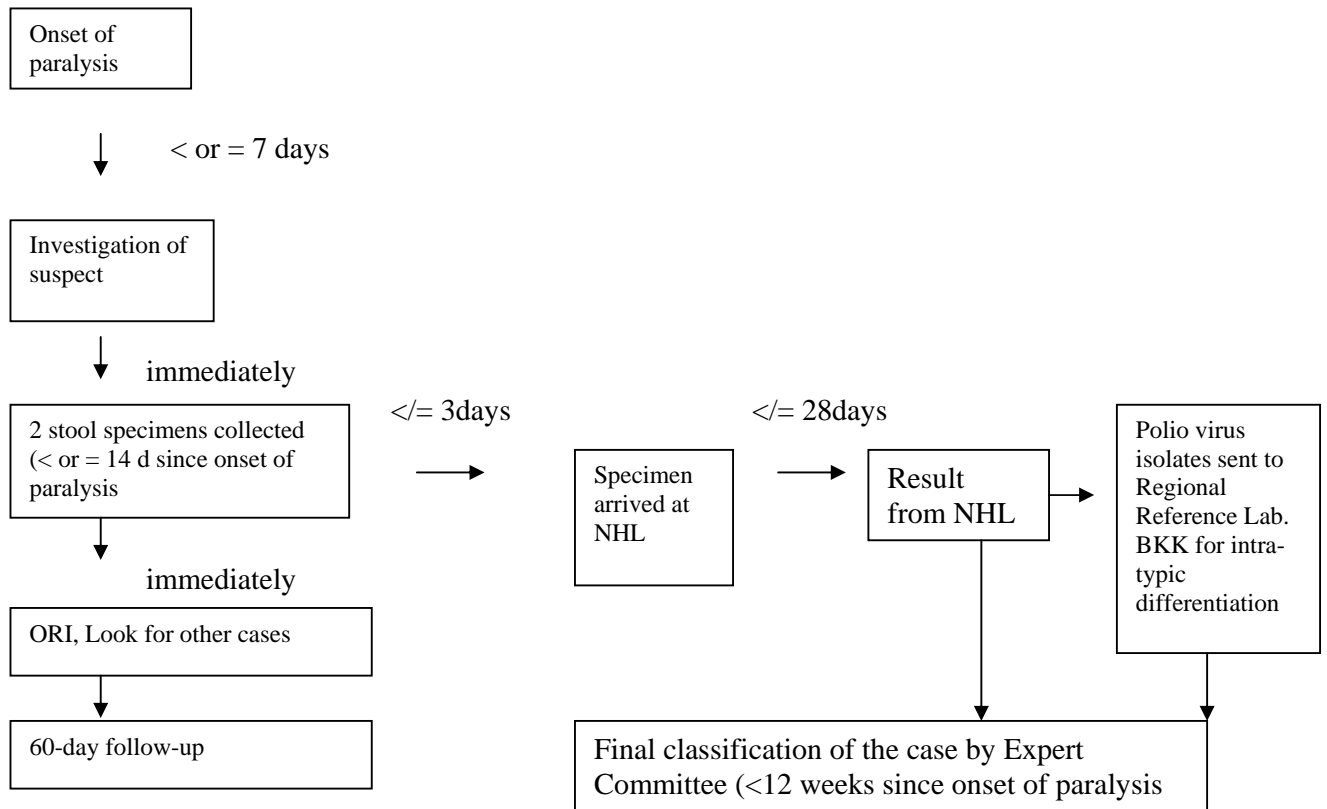 Onset of
paralysis
< or = 7 days
Investigation of
suspect
immediately
2 stool specimens collected
(< or = 14 d since onset of
paralysis
</= 3days
Specimen
arrived at
NHL
</= 28days
Result
from NHL
Polio virus
isolates sent to
Regional
Reference Lab.
BKK for intra-
typic
differentiation
immediately
ORI, Look for other cases
60-day follow-up
Final classification of the case by Expert
Committee (<12 weeks since onset of paralysis